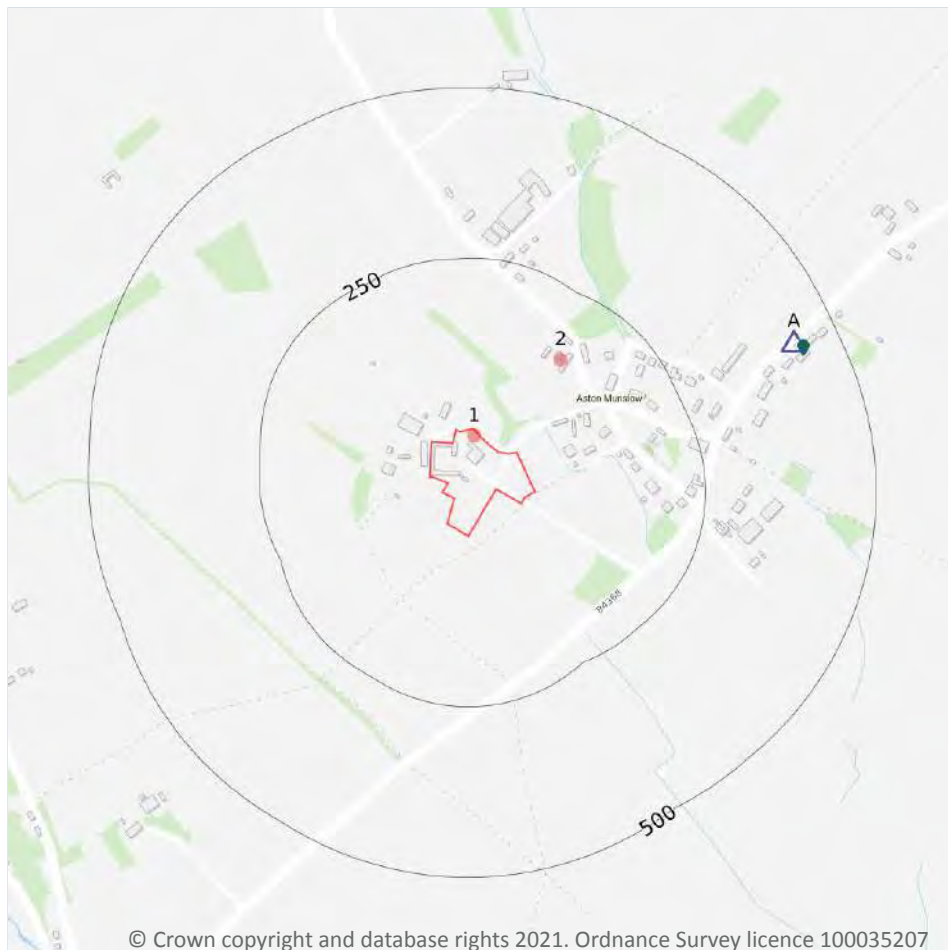 250
A
2
Aston Munslow
1
B4368
500
© Crown copyright and database rights 2021. Ordnance Survey licence 100035207